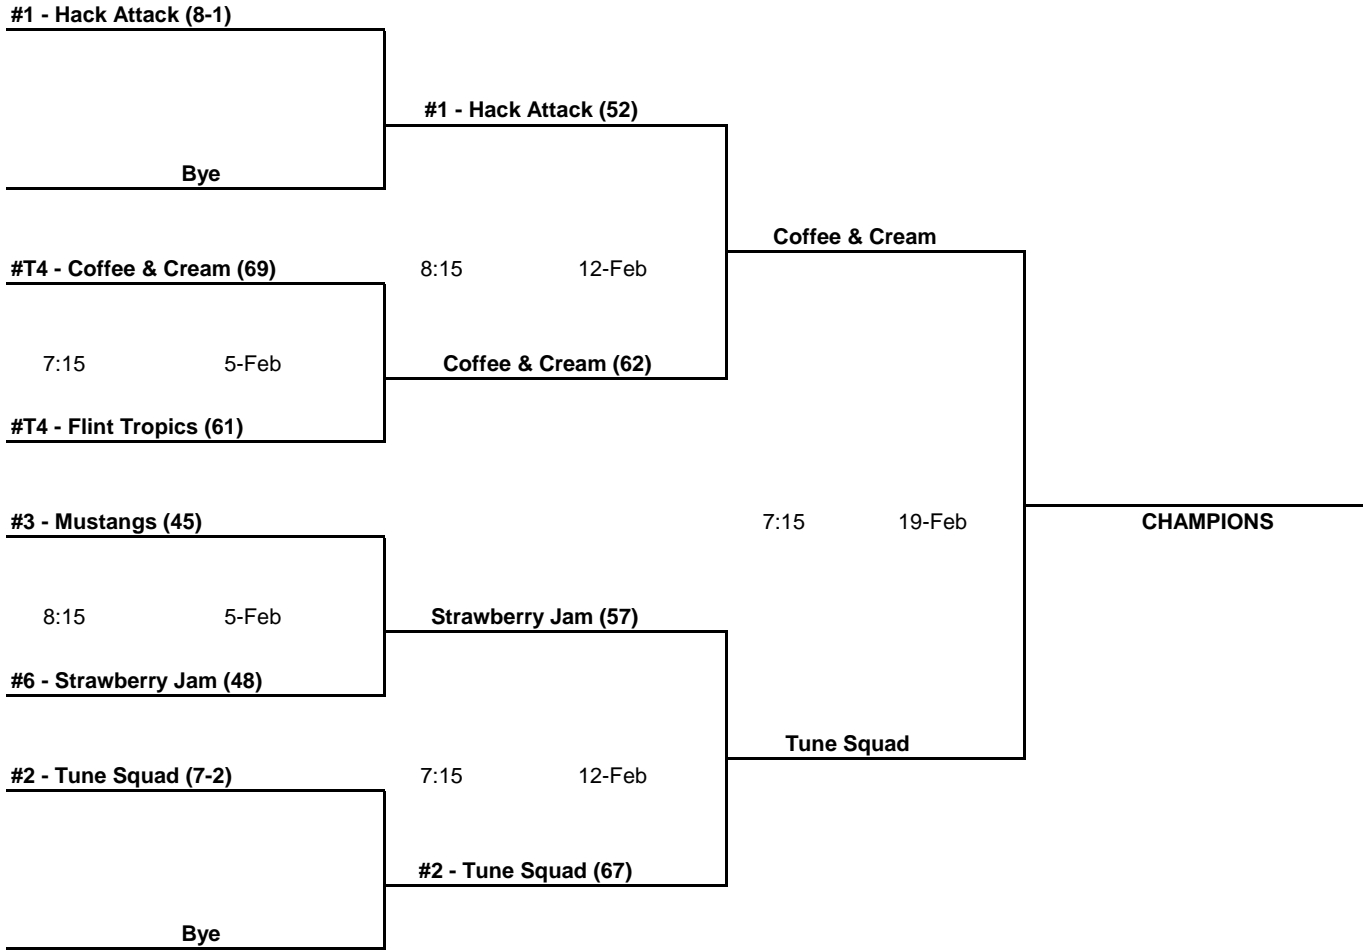 #1 - Hack Attack (8-1)
#1 - Hack Attack (52)
Bye
Coffee & Cream
#T4 - Coffee & Cream (69)
8:15 12-Feb
7:15 5-Feb
Coffee & Cream (62)
#T4 - Flint Tropics (61)
#3 - Mustangs (45)
7:15 19-Feb
CHAMPIONS
8:15 5-Feb
Strawberry Jam (57)
#6 - Strawberry Jam (48)
Tune Squad
#2 - Tune Squad (7-2)
7:15 12-Feb
#2 - Tune Squad (67)
Bye